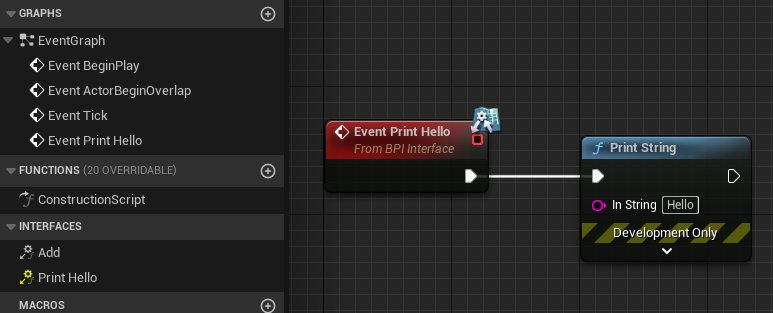 GRAPHS
EventGraph
Event BeginPlay
Event ActorBeginOverlap
Event Tick
Event Print Hello
FUNCTIONS (20 OVERRIDABLE)
ConstructionScript
INTERFACES
Add
Print Hello
MACROS
Event Print Hello
From BPI Interface
f Print String
In String Hello
Development Only